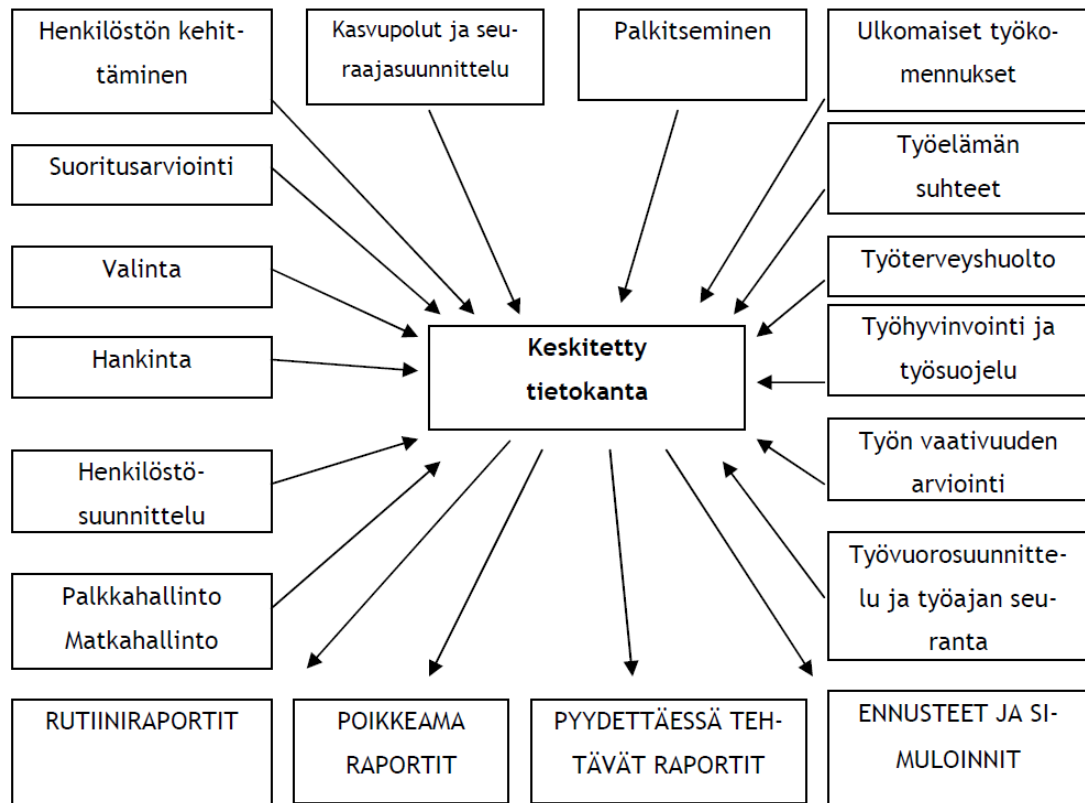 Henkilöstön kehit-
täminen
Kasvupolut ja seu-
raajasuunnittelu
Palkitseminen
Ulkomaiset työko-
mennukset
Suoritusarviointi
Työelämän
suhteet
Valinta
Työterveyshuolto
Hankinta
Keskitetty
tietokanta
Työhyvinvointi ja
työsuojelu
Henkilöstö-
suunnittelu
Työn vaativuuden
arviointi
Palkkahallinto
Matkahallinto
Työvuorosuunnitte-
lu ja työajan seu-
ranta
RUTIINIRAPORTIT
POIKKEAMA
RAPORTIT
PYYDETTÄESSÄ TEH-
TÄVÄT RAPORTIT
ENNUSTEET JA SI-
MULOINNIT